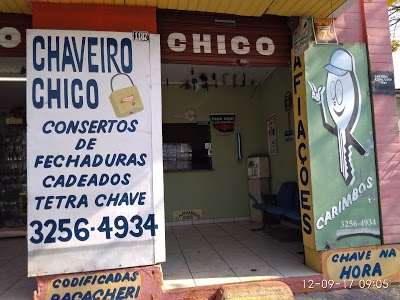 CHAVEIRO
CHICO
CONSERTOS
DE
FECHADURAS
CADEADOS
TETRA CHAVE
3256-4934
CODIFICADAS
BACACHERI
CHICO
AFIAÇÕES
CARIMBOS
3256-4934
CHAVE NA
HORA
12-09-17 09:05